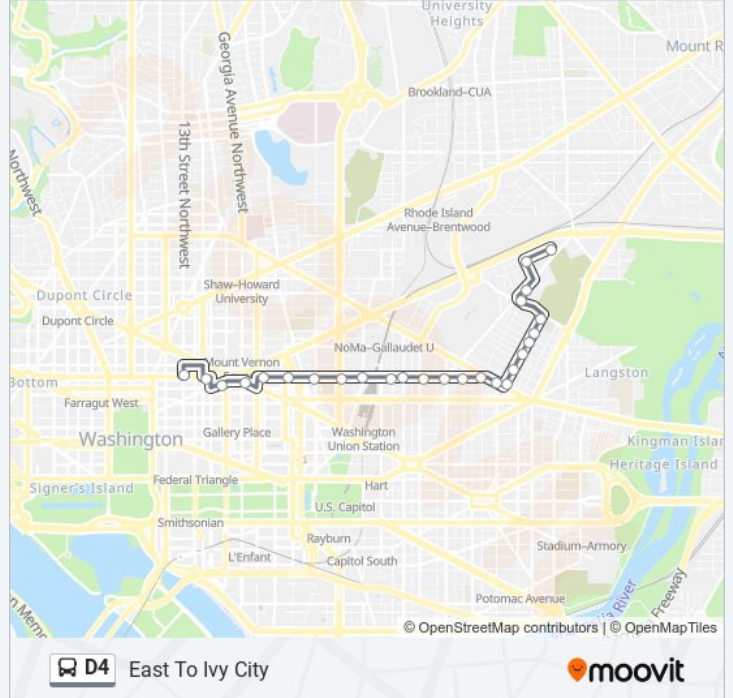 University
Heights
Mount R
Georgia Avenue Northwest
Brookland–CUA
13th Street Northwest
Northwest
Rhode Island
Avenue–Brentwood
Shaw–Howard
University
Dupont Circle
Dupont Circle
NoMa–Gallaudet U
Mount Vernon
Langston
Bottom
Farragut West
Washington
Gallery Place
Washington
Union Station
Kingman Islan
Heritage Island
Federal Triangle
Signer's Island
Hart
U.S. Capitol
Smithsonian
Rayburn
Stadium–Armory
L'Enfant
Capitol South
Potomac Avenue
River
Freeway
© OpenStreetMap contributors | © OpenMapTiles
D4 East To Ivy City
moovit